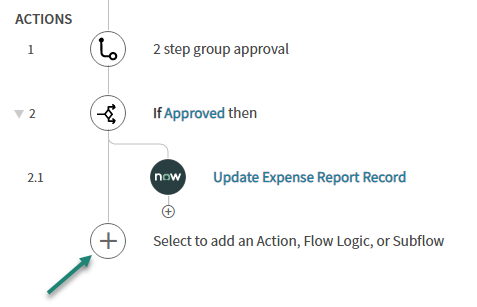 ACTIONS
1 2 step group approval
2 If Approved then
2.1 now Update Expense Report Record
Select to add an Action, Flow Logic, or Subflow